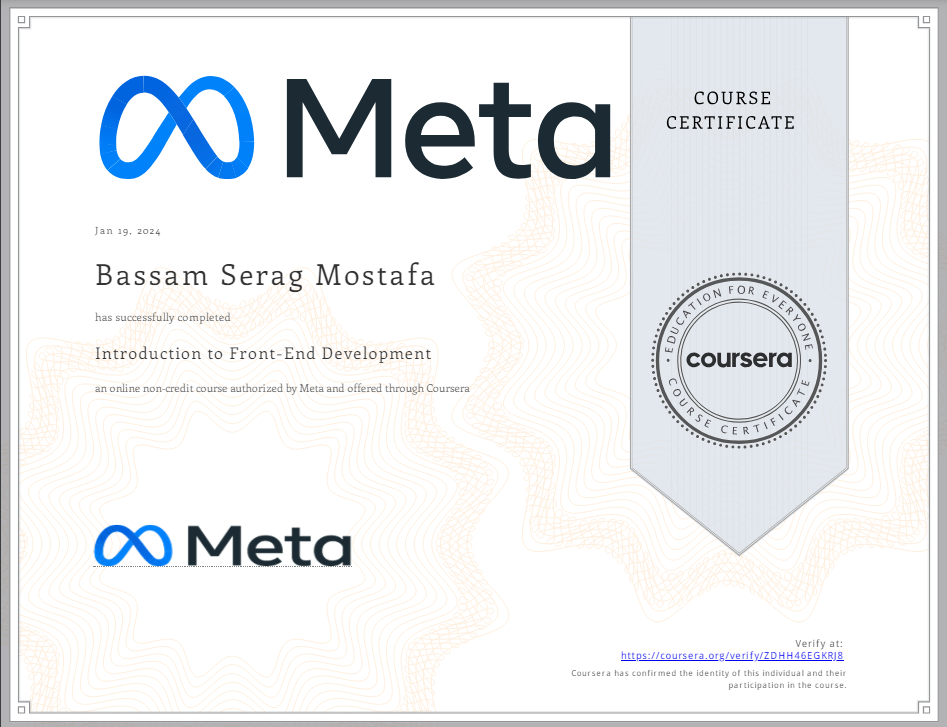 Meta
COURSE
CERTIFICATE
Jan 19, 2024
Bassam Serag Mostafa
has successfully completed
Introduction to Front-End Development
an online non-credit course authorized by Meta and offered through Coursera
EDUCATION FOR EVERYONE
coursera
COURSE CERTIFICATE
Meta
Verify at:
https://coursera.org/verify/ZDHH46EGKRJ8
Coursera has confirmed the identity of this individual and their
participation in the course.